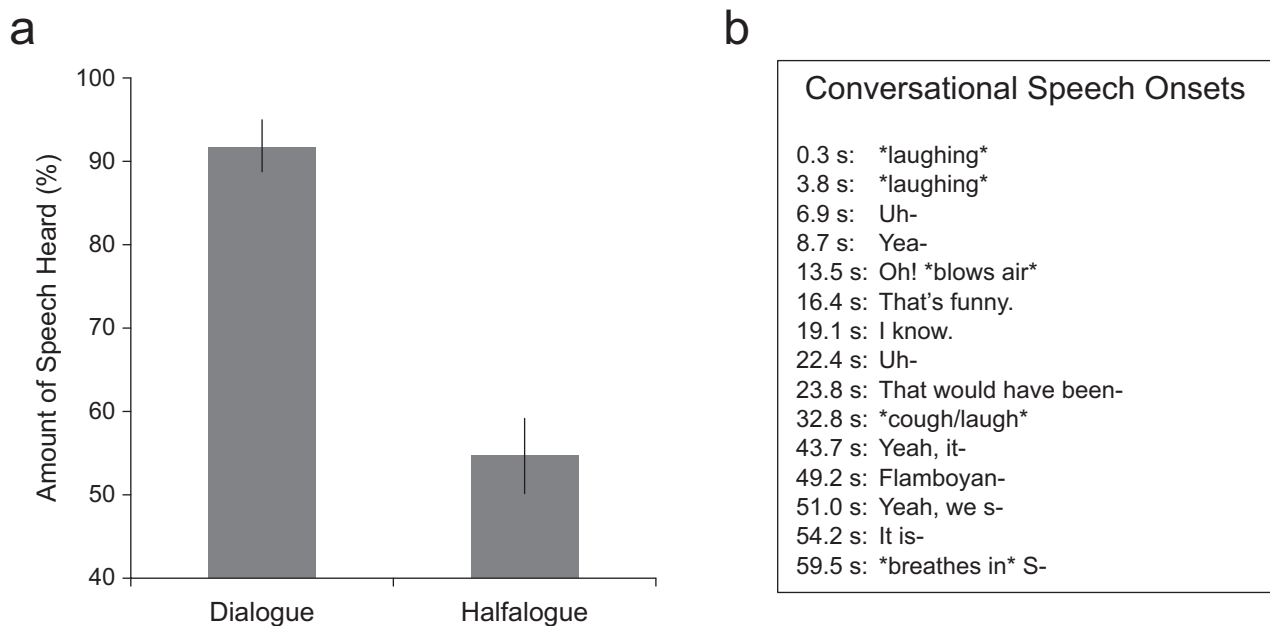 a
100
90
80
70
60
50
40
Amount of Speech Heard (%)
Dialogue
Halfalogue
b
Conversational Speech Onsets
0.3 s: *laughing*
3.8 s: *laughing*
6.9 s: Uh-
8.7 s: Yea-
13.5 s: Oh! *blows air*
16.4 s: That's funny.
19.1 s: I know.
22.4 s: Uh-
23.8 s: That would have been-
32.8 s: *cough/laugh*
43.7 s: Yeah, it-
49.2 s: Flamboyan-
51.0 s: Yeah, we s-
54.2 s: It is-
59.5 s: *breathes in* S-